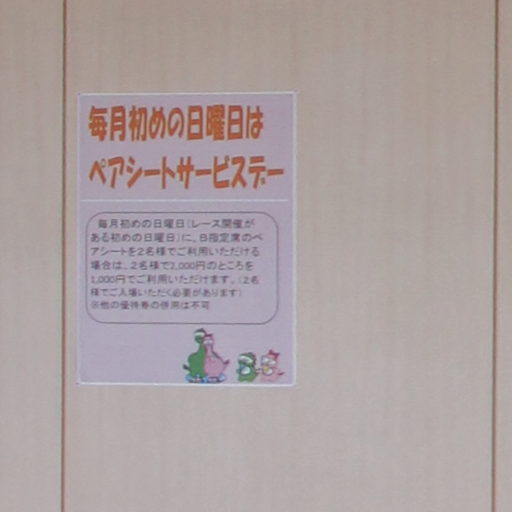 毎月初めの日曜日は
ペアシートサービスデー
毎月初めの日曜日(レース開催が
ある初めの日曜日)に、B指定席のペ
アシートを2名様でご利用いただける
場合は、2名様で2,000円のところを
1,000円でご利用いただけます。(2名
様でご入場いただく必要があります)
※他の優待券の併用は不可